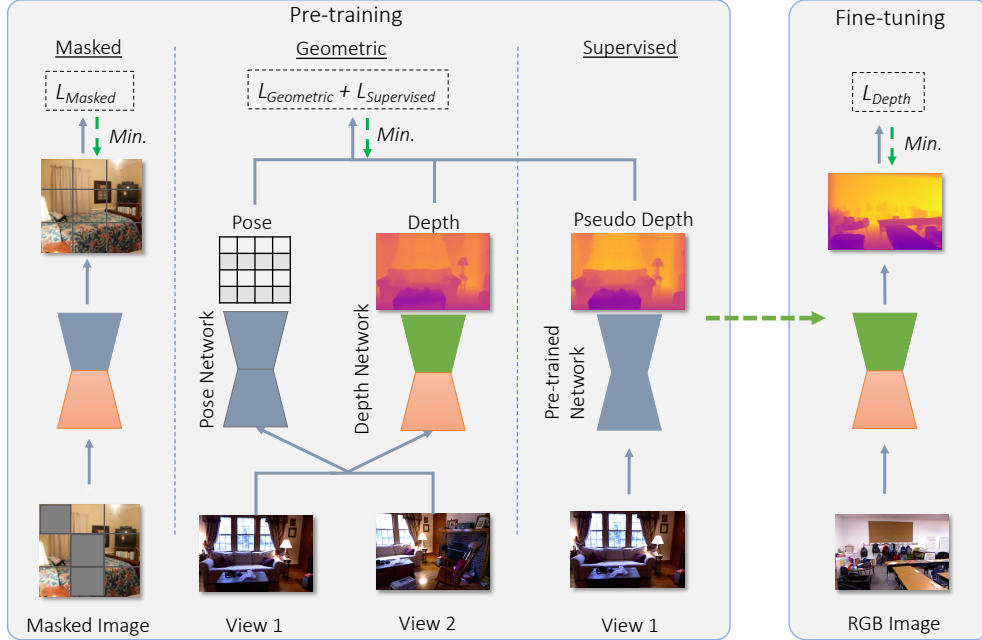 Pre-training
Fine-tuning
Masked
Geometric
Supervised
L_Masked
L_Geometric + L_Supervised
L_Depth
Min.
Min.
Min.
Pose
Depth
Pseudo Depth
Pose Network
Depth Network
Pre-trained
Network
Masked Image
View 1
View 2
View 1
RGB Image